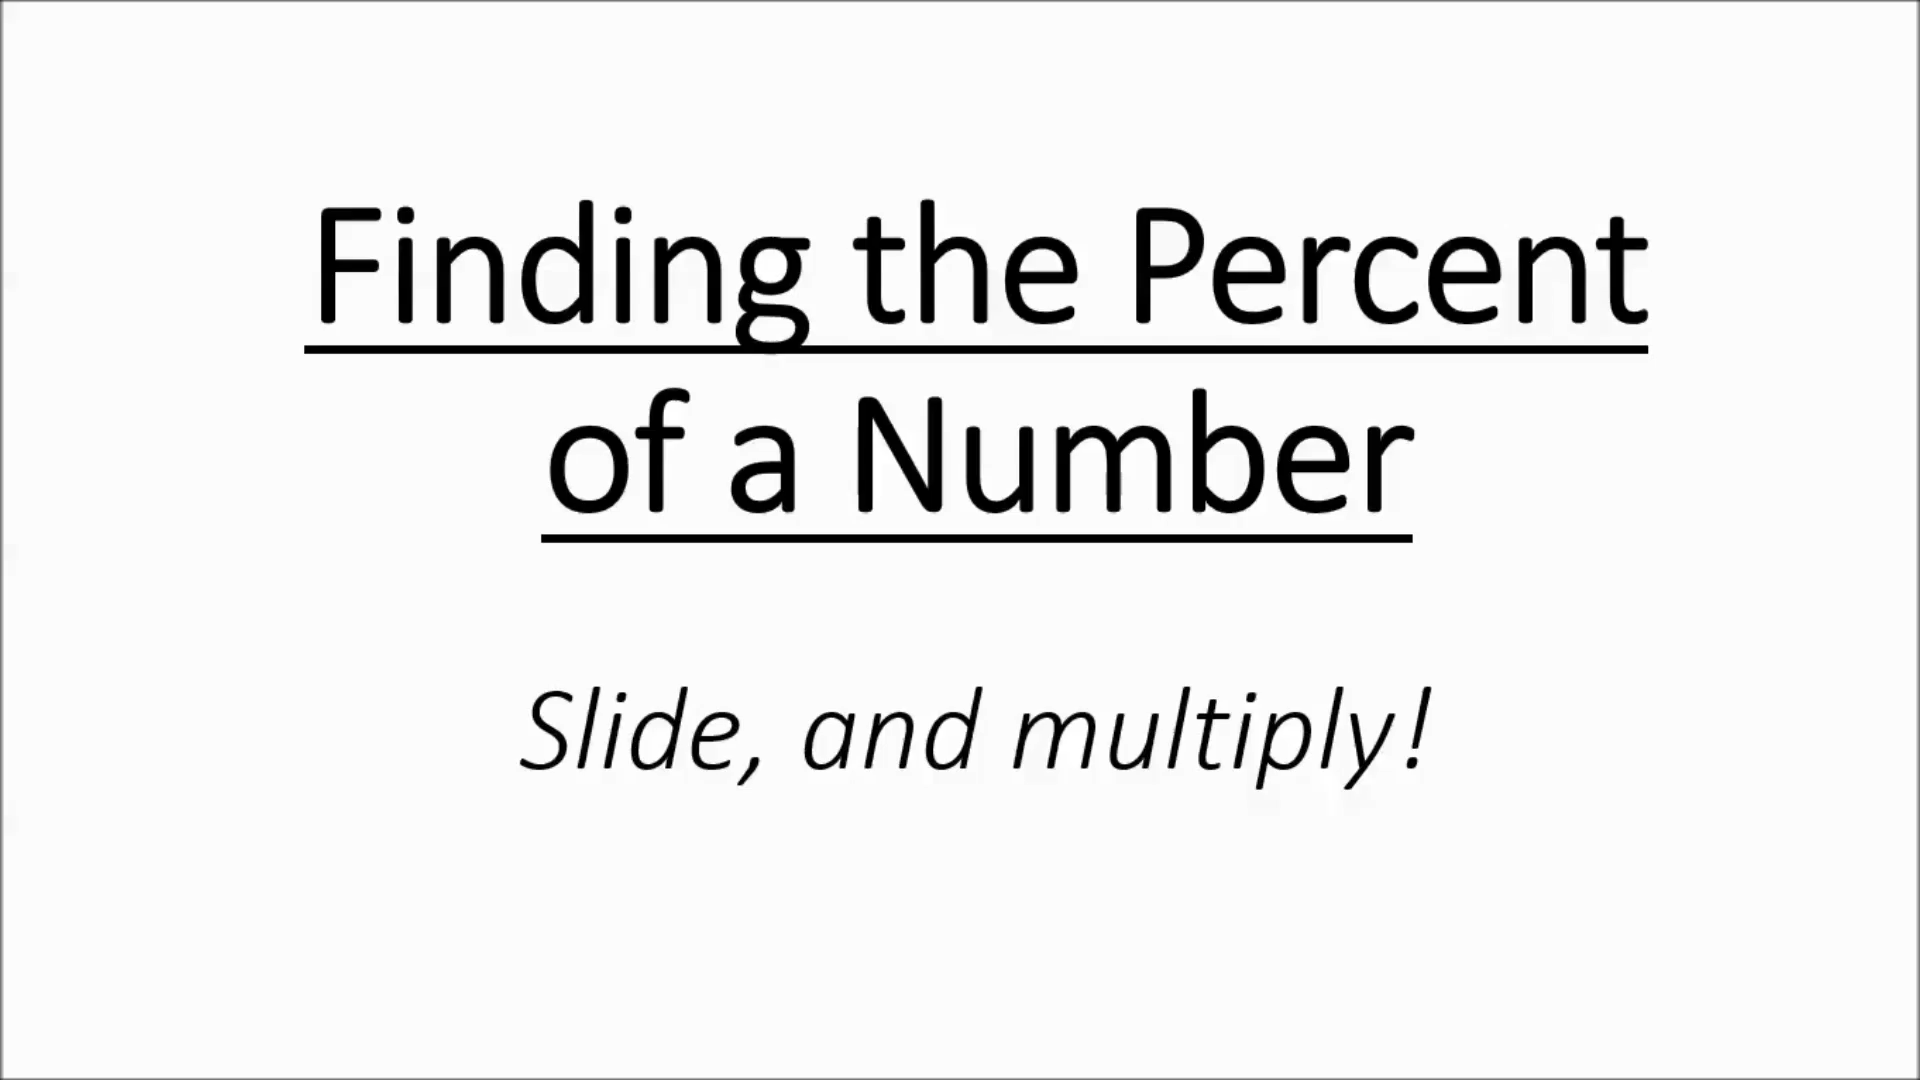 Finding the Percent
of a Number
Slide, and multiply!